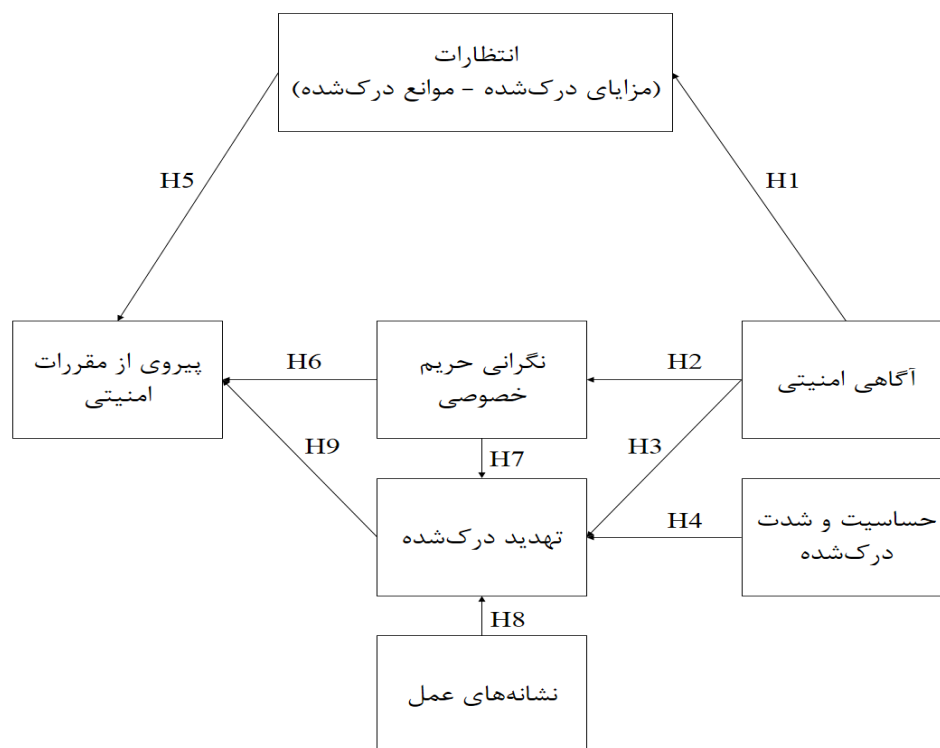 انتظارات
(مزایای درک‌شده – موانع درک‌شده)
H5
H1
آگاهی امنیتی
H2
نگرانی حریم
خصوصی
H6
پیروی از مقررات
امنیتی
H3
H7
H9
حساسیت و شدت
درک‌شده
H4
تهدید درک‌شده
H8
نشانه‌های عمل